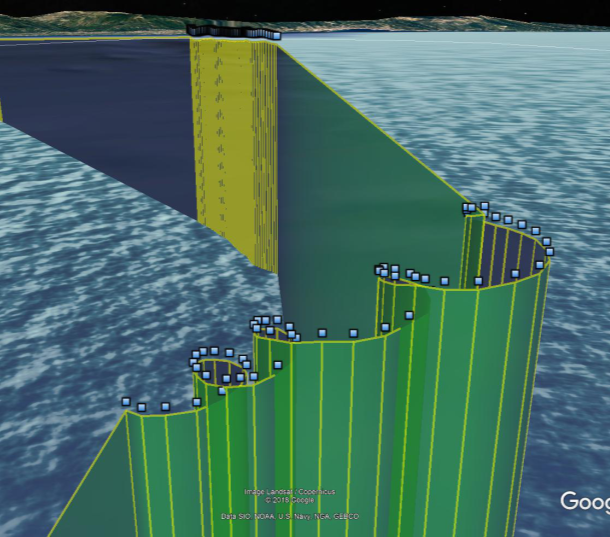 Image Landsat / Copernicus
© 2018 Google
Data SIO, NOAA, U.S. Navy, NGA, GEBCO
Goog